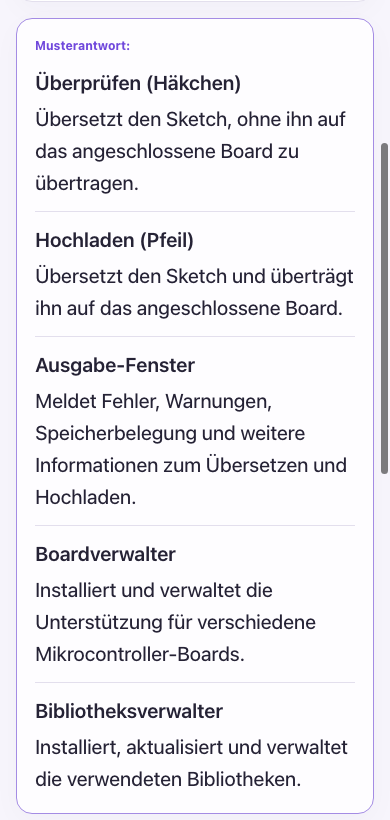 Musterantwort:
Überprüfen (Häkchen)
Übersetzt den Sketch, ohne ihn auf
das angeschlossene Board zu
übertragen.
Hochladen (Pfeil)
Übersetzt den Sketch und überträgt
ihn auf das angeschlossene Board.
Ausgabe-Fenster
Meldet Fehler, Warnungen,
Speicherbelegung und weitere
Informationen zum Übersetzen und
Hochladen.
Boardverwalter
Installiert und verwaltet die
Unterstützung für verschiedene
Mikrocontroller-Boards.
Bibliotheksverwalter
Installiert, aktualisiert und verwaltet
die verwendeten Bibliotheken.